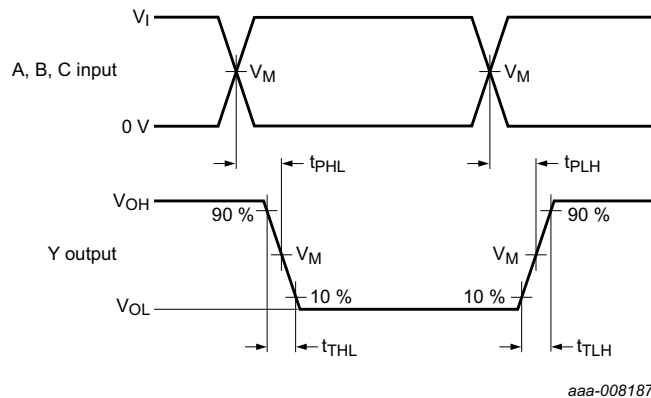 VI
A, B, C input
VM
VM
0 V
tPHL
tPLH
VOH
90 %
90 %
Y output
VM
VM
10 %
10 %
VOL
tTHL
tTLH
aaa-008187